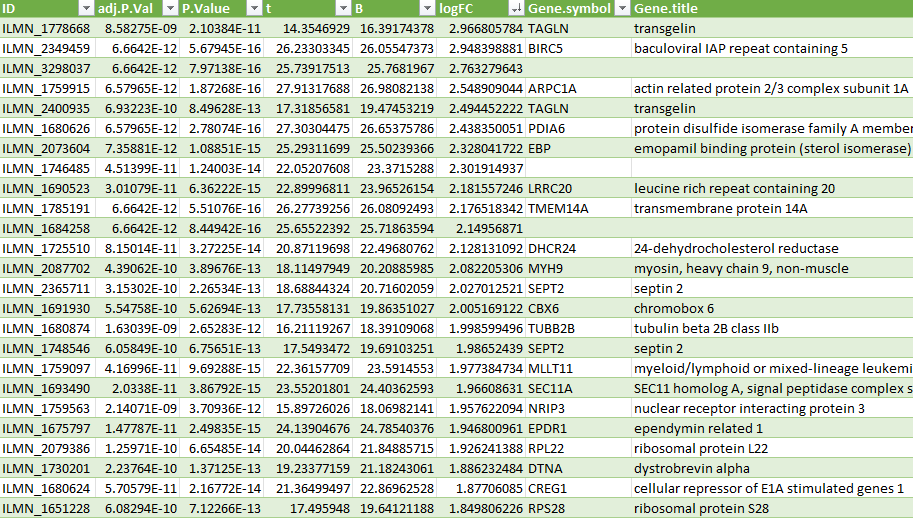 ID adj.P.Val P.Value t B logFC Gene.symbol Gene.title
ILMN_1778668 8.58275E-09 2.10384E-11 14.3546929 16.39174378 2.966805784 TAGLN transgelin
ILMN_2349459 6.6642E-12 5.67945E-16 26.23303345 26.05547373 2.948398881 BIRC5 baculoviral IAP repeat containing 5
ILMN_3298037 6.6642E-12 7.97138E-16 25.73917513 25.7681967 2.763279643
ILMN_1759915 6.57965E-12 1.87268E-16 27.91317688 26.98082138 2.548909044 ARPC1A actin related protein 2/3 complex subunit 1A
ILMN_2400935 6.93223E-10 8.49628E-13 17.31856581 19.47453219 2.494452222 TAGLN transgelin
ILMN_1680626 6.57965E-12 2.78074E-16 27.30304475 26.65375786 2.438350051 PDIA6 protein disulfide isomerase family A member
ILMN_2073604 7.35881E-12 1.08851E-15 25.29311699 25.50239366 2.328041722 EBP emopamil binding protein (sterol isomerase)
ILMN_1746485 4.51399E-11 1.24003E-14 22.05207608 23.3715288 2.301914937
ILMN_1690523 3.01079E-11 6.36222E-15 22.89996811 23.96526154 2.181557246 LRRC20 leucine rich repeat containing 20
ILMN_1785191 6.6642E-12 5.51076E-16 26.27739256 26.08092493 2.176518342 TMEM14A transmembrane protein 14A
ILMN_1684258 6.6642E-12 8.44942E-16 25.65522392 25.71863594 2.14956871
ILMN_1725510 8.15014E-11 3.27225E-14 20.87119698 22.49680762 2.128131092 DHCR24 24-dehydrocholesterol reductase
ILMN_2087702 4.39062E-10 3.89676E-13 18.11497949 20.20885985 2.082205306 MYH9 myosin, heavy chain 9, non-muscle
ILMN_2365711 3.15302E-10 2.26534E-13 18.68844324 20.71602059 2.027012521 SEPT2 septin 2
ILMN_1691930 5.54758E-10 5.62694E-13 17.73558131 19.86351027 2.005169122 CBX6 chromobox 6
ILMN_1680874 1.63039E-09 2.65283E-12 16.21119267 18.39109068 1.998599496 TUBB2B tubulin beta 2B class IIb
ILMN_1748546 6.05849E-10 6.75651E-13 17.5493472 19.69103251 1.98652439 SEPT2 septin 2
ILMN_1759097 4.16996E-11 9.69288E-15 22.36157709 23.5914553 1.977384734 MLLT11 myeloid/lymphoid or mixed-lineage leukemi
ILMN_1693490 2.0338E-11 3.86792E-15 23.55201801 24.40362593 1.96608631 SEC11A SEC11 homolog A, signal peptidase complex s
ILMN_1759563 2.14071E-09 3.70936E-12 15.89726026 18.06982141 1.957622094 NRIP3 nuclear receptor interacting protein 3
ILMN_1675797 1.47787E-11 2.49835E-15 24.13904676 24.78540376 1.946800961 EPDR1 ependymin related 1
ILMN_2079386 1.25971E-10 6.65485E-14 20.04462864 21.84885715 1.926241388 RPL22 ribosomal protein L22
ILMN_1730201 2.23764E-10 1.37125E-13 19.23377159 21.18243061 1.886232484 DTNA dystrobrevin alpha
ILMN_1680624 5.70579E-11 2.16772E-14 21.36499497 22.86962528 1.87706085 CREG1 cellular repressor of E1A stimulated genes 1
ILMN_1651228 6.08294E-10 7.12266E-13 17.495948 19.64121188 1.849806226 RPS28 ribosomal protein S28